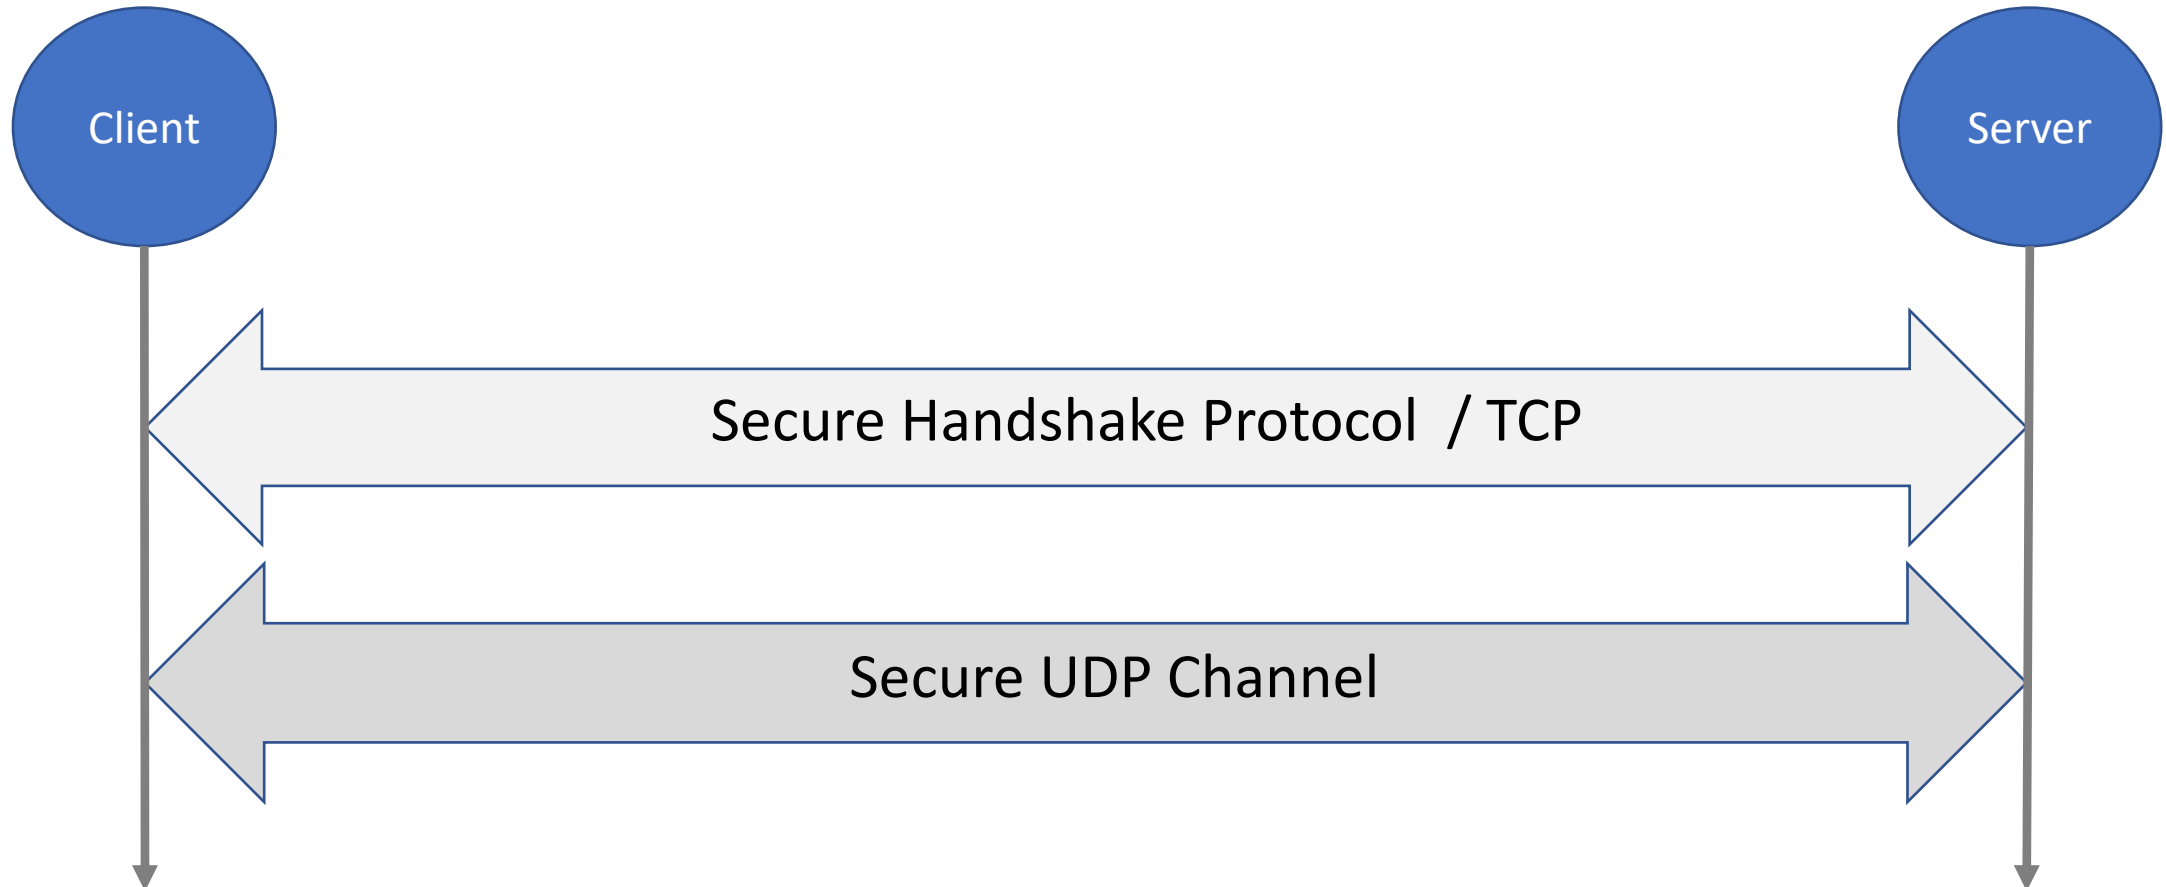 Client
Server
Secure Handshake Protocol  / TCP
Secure UDP Channel